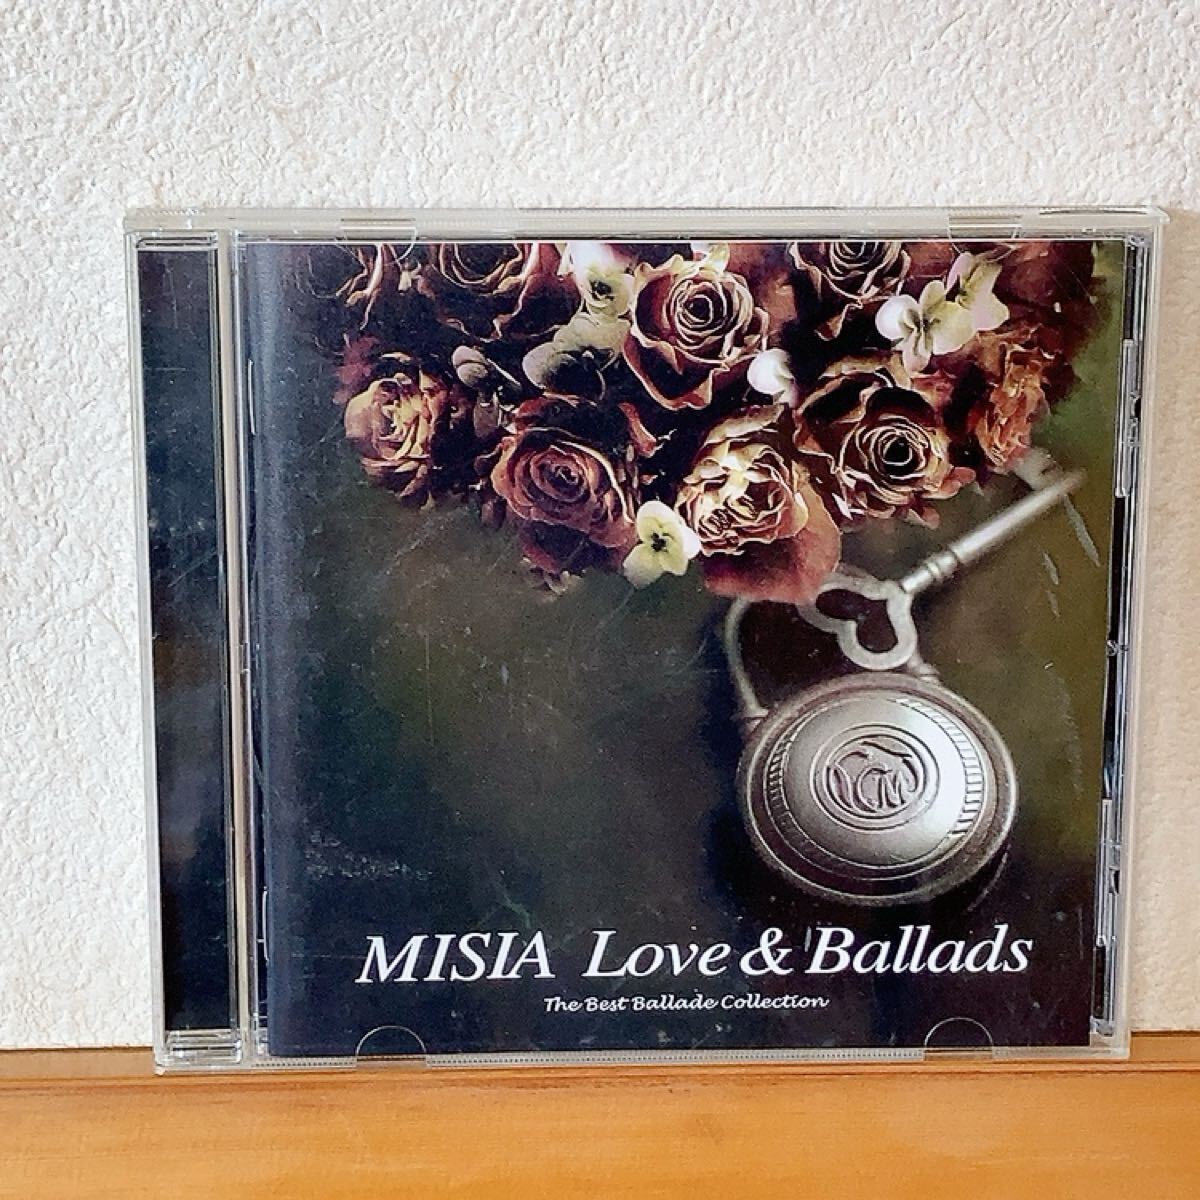 MISIA Love & Ballads
The Best Ballade Collection